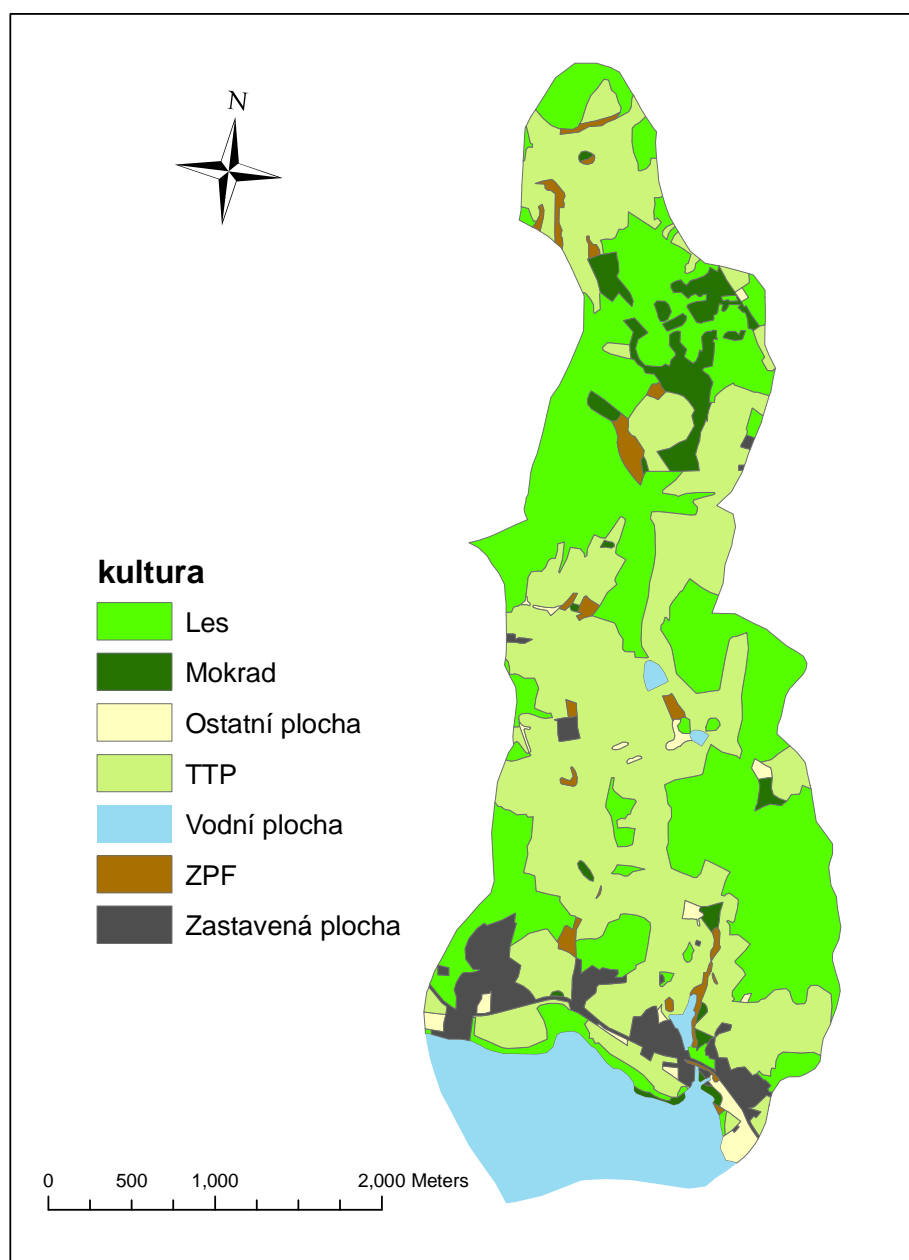 N
kultura
Les
Mokrad
Ostatní plocha
TTP
Vodní plocha
ZPF
Zastavená plocha
0 500 1,000 2,000 Meters